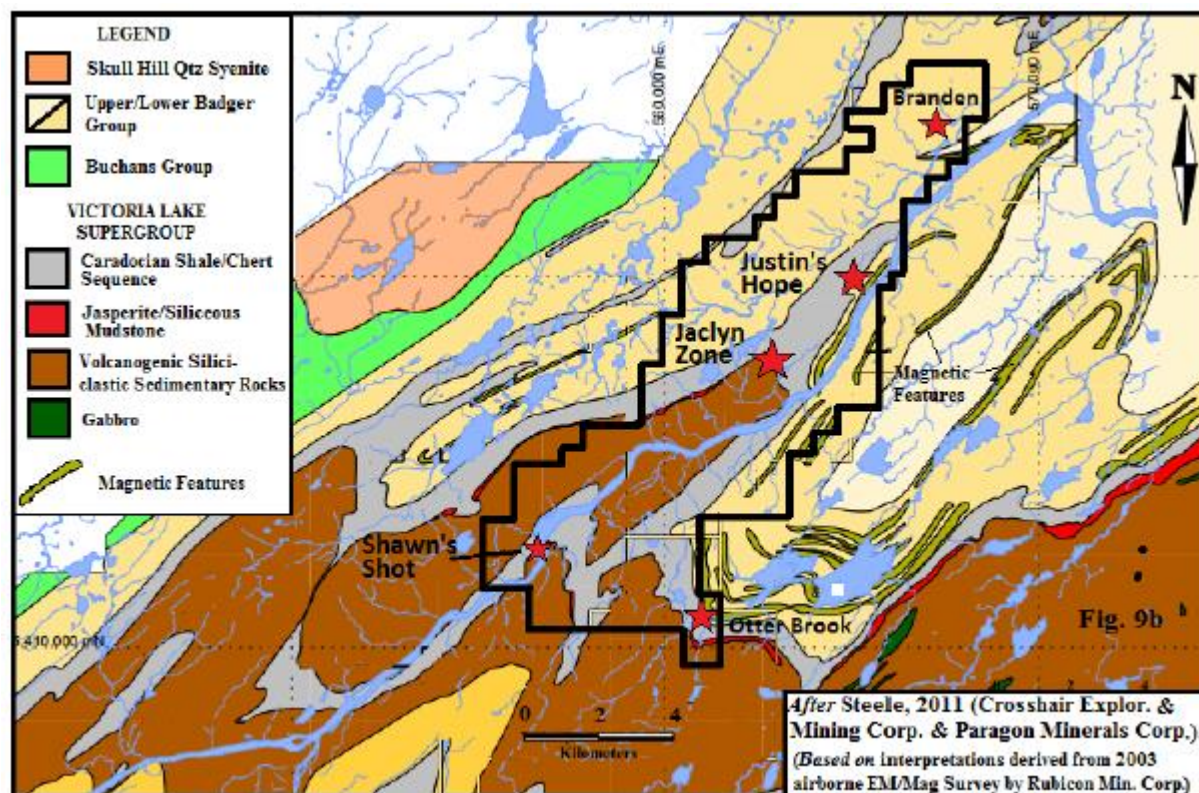 LEGEND
Skull Hill Qtz Syenite
Upper/Lower Badger
Group
Buchans Group
VICTORIA LAKE
SUPERGROUP
Caradocian Shale/Chert
Sequence
Jasperite/Siliceous
Mudstone
Volcanogenic Silici-
clastic Sedimentary Rocks
Gabbro
Magnetic Features
560,000 mE
570,000 mE
N
Branden
Justin's
Hope
Jaclyn
Zone
Magnetic
Features
Shawn's
Shot
Otter Brook
Fig. 9b
5,410,000 mN
0 2 4
Kilometers
After Steele, 2011 (Crosshair Explor. &
Mining Corp. & Paragon Minerals Corp.)
(Based on interpretations derived from 2003
airborne EM/Mag Survey by Rubicon Min. Corp.)